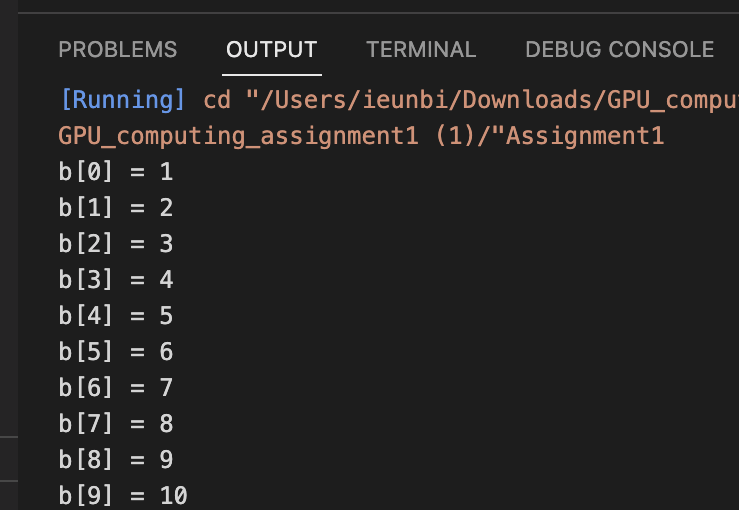 PROBLEMS OUTPUT TERMINAL DEBUG CONSOLE
[Running] cd "/Users/ieunbi/Downloads/GPU_comput
GPU_computing_assignment1 (1)/"Assignment1
b[0] = 1
b[1] = 2
b[2] = 3
b[3] = 4
b[4] = 5
b[5] = 6
b[6] = 7
b[7] = 8
b[8] = 9
b[9] = 10